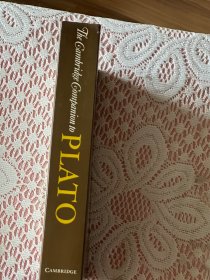 The Cambridge Companion to
PLATO
CAMBRIDGE